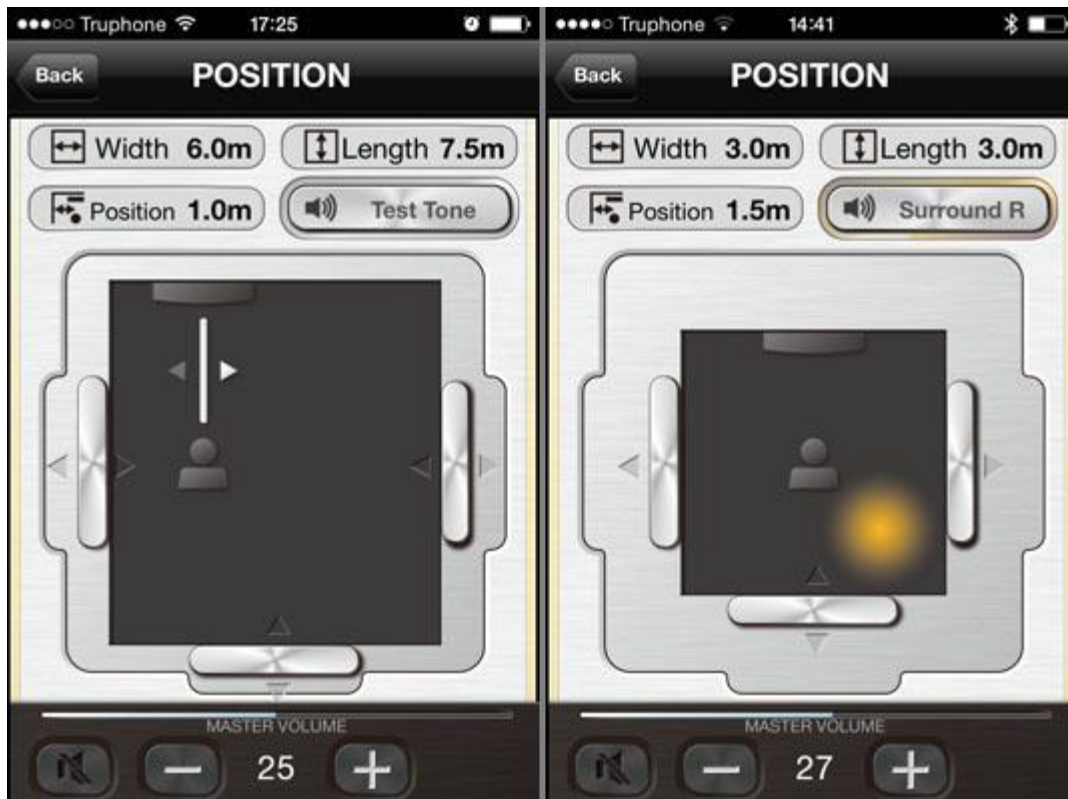 Truphone 17:25
Back POSITION
Width 6.0m Length 7.5m
Position 1.0m Test Tone
MASTER VOLUME
25
Truphone 14:41
Back POSITION
Width 3.0m Length 3.0m
Position 1.5m Surround R
MASTER VOLUME
27